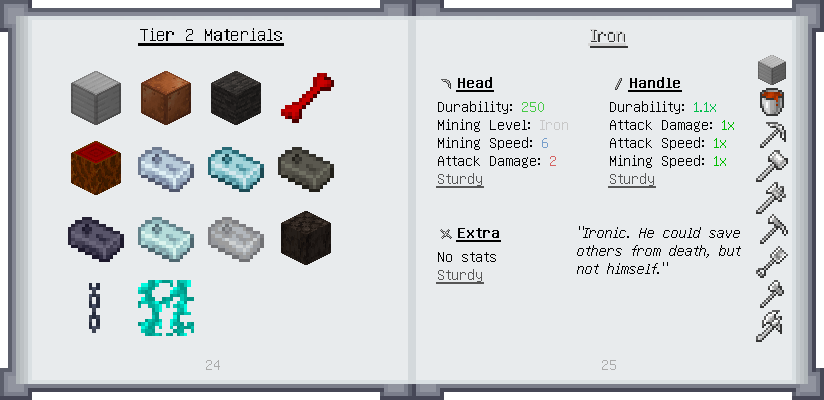 Tier 2 Materials
24
Iron
Head
Durability: 250
Mining Level: Iron
Mining Speed: 6
Attack Damage: 2
Sturdy
Handle
Durability: 1.1x
Attack Damage: 1x
Attack Speed: 1x
Mining Speed: 1x
Sturdy
Extra
No stats
Sturdy
"Ironic. He could save
others from death, but
not himself."
25